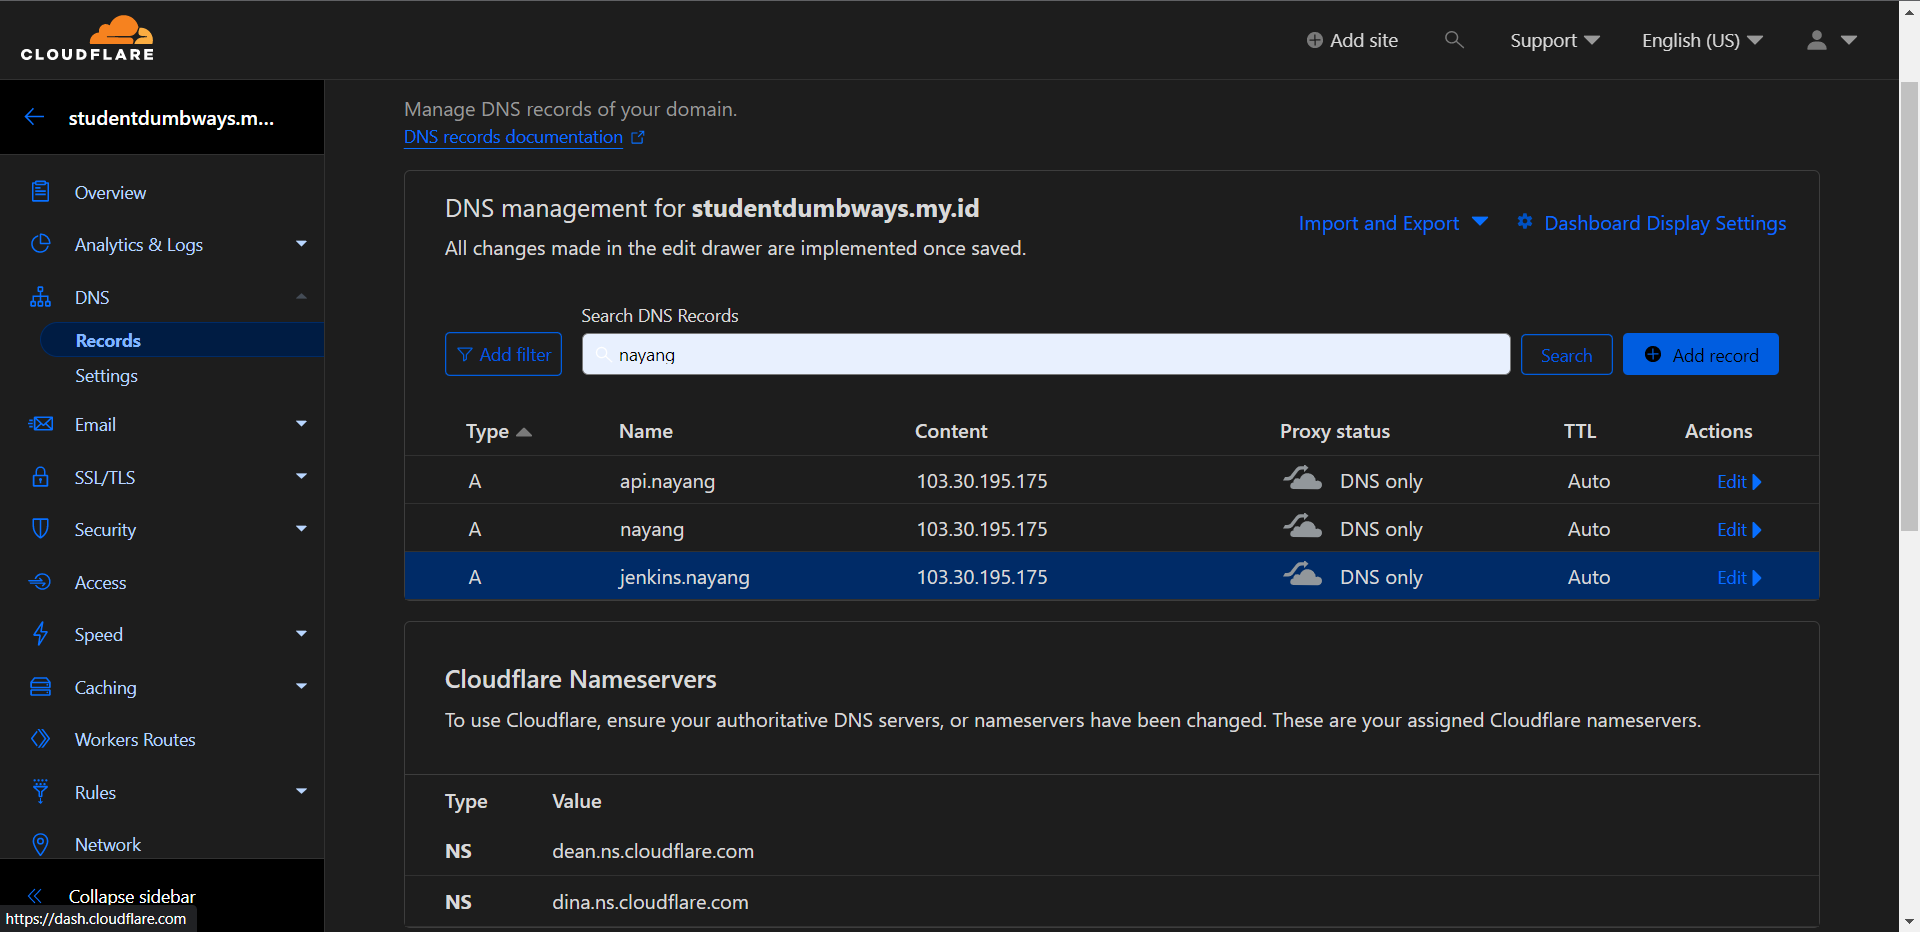 CLOUDFLARE
Add site
Support
English (US)
studentdumbways.m...
Overview
Analytics & Logs
DNS
Records
Settings
Email
SSL/TLS
Security
Access
Speed
Caching
Workers Routes
Rules
Network
Collapse sidebar
https://dash.cloudflare.com
Manage DNS records of your domain.
DNS records documentation
DNS management for studentdumbways.my.id
All changes made in the edit drawer are implemented once saved.
Import and Export
Dashboard Display Settings
Search DNS Records
Add filter
nayang
Search
Add record
Type Name Content Proxy status TTL Actions
A api.nayang 103.30.195.175 DNS only Auto Edit
A nayang 103.30.195.175 DNS only Auto Edit
A jenkins.nayang 103.30.195.175 DNS only Auto Edit
Cloudflare Nameservers
To use Cloudflare, ensure your authoritative DNS servers, or nameservers have been changed. These are your assigned Cloudflare nameservers.
Type Value
NS dean.ns.cloudflare.com
NS dina.ns.cloudflare.com